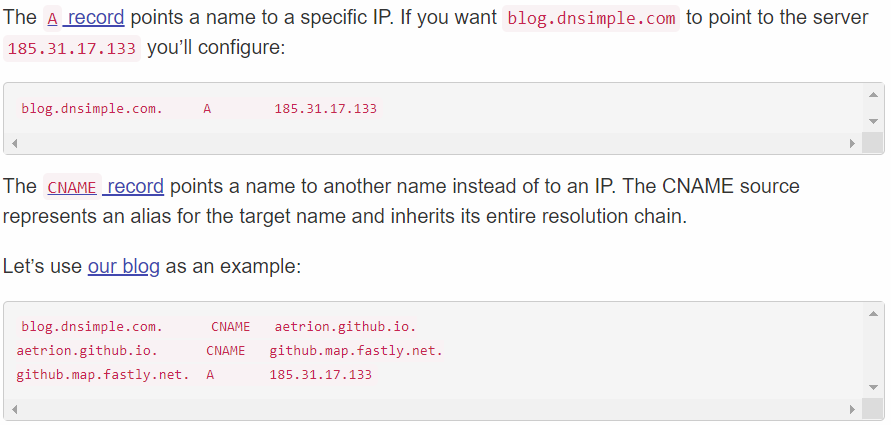 The A record points a name to a specific IP. If you want blog.dnsimple.com to point to the server
185.31.17.133 you’ll configure:
blog.dnsimple.com. A 185.31.17.133
The CNAME record points a name to another name instead of to an IP. The CNAME source
represents an alias for the target name and inherits its entire resolution chain.
Let’s use our blog as an example:
blog.dnsimple.com. CNAME aetrion.github.io.
aetrion.github.io. CNAME github.map.fastly.net.
github.map.fastly.net. A 185.31.17.133